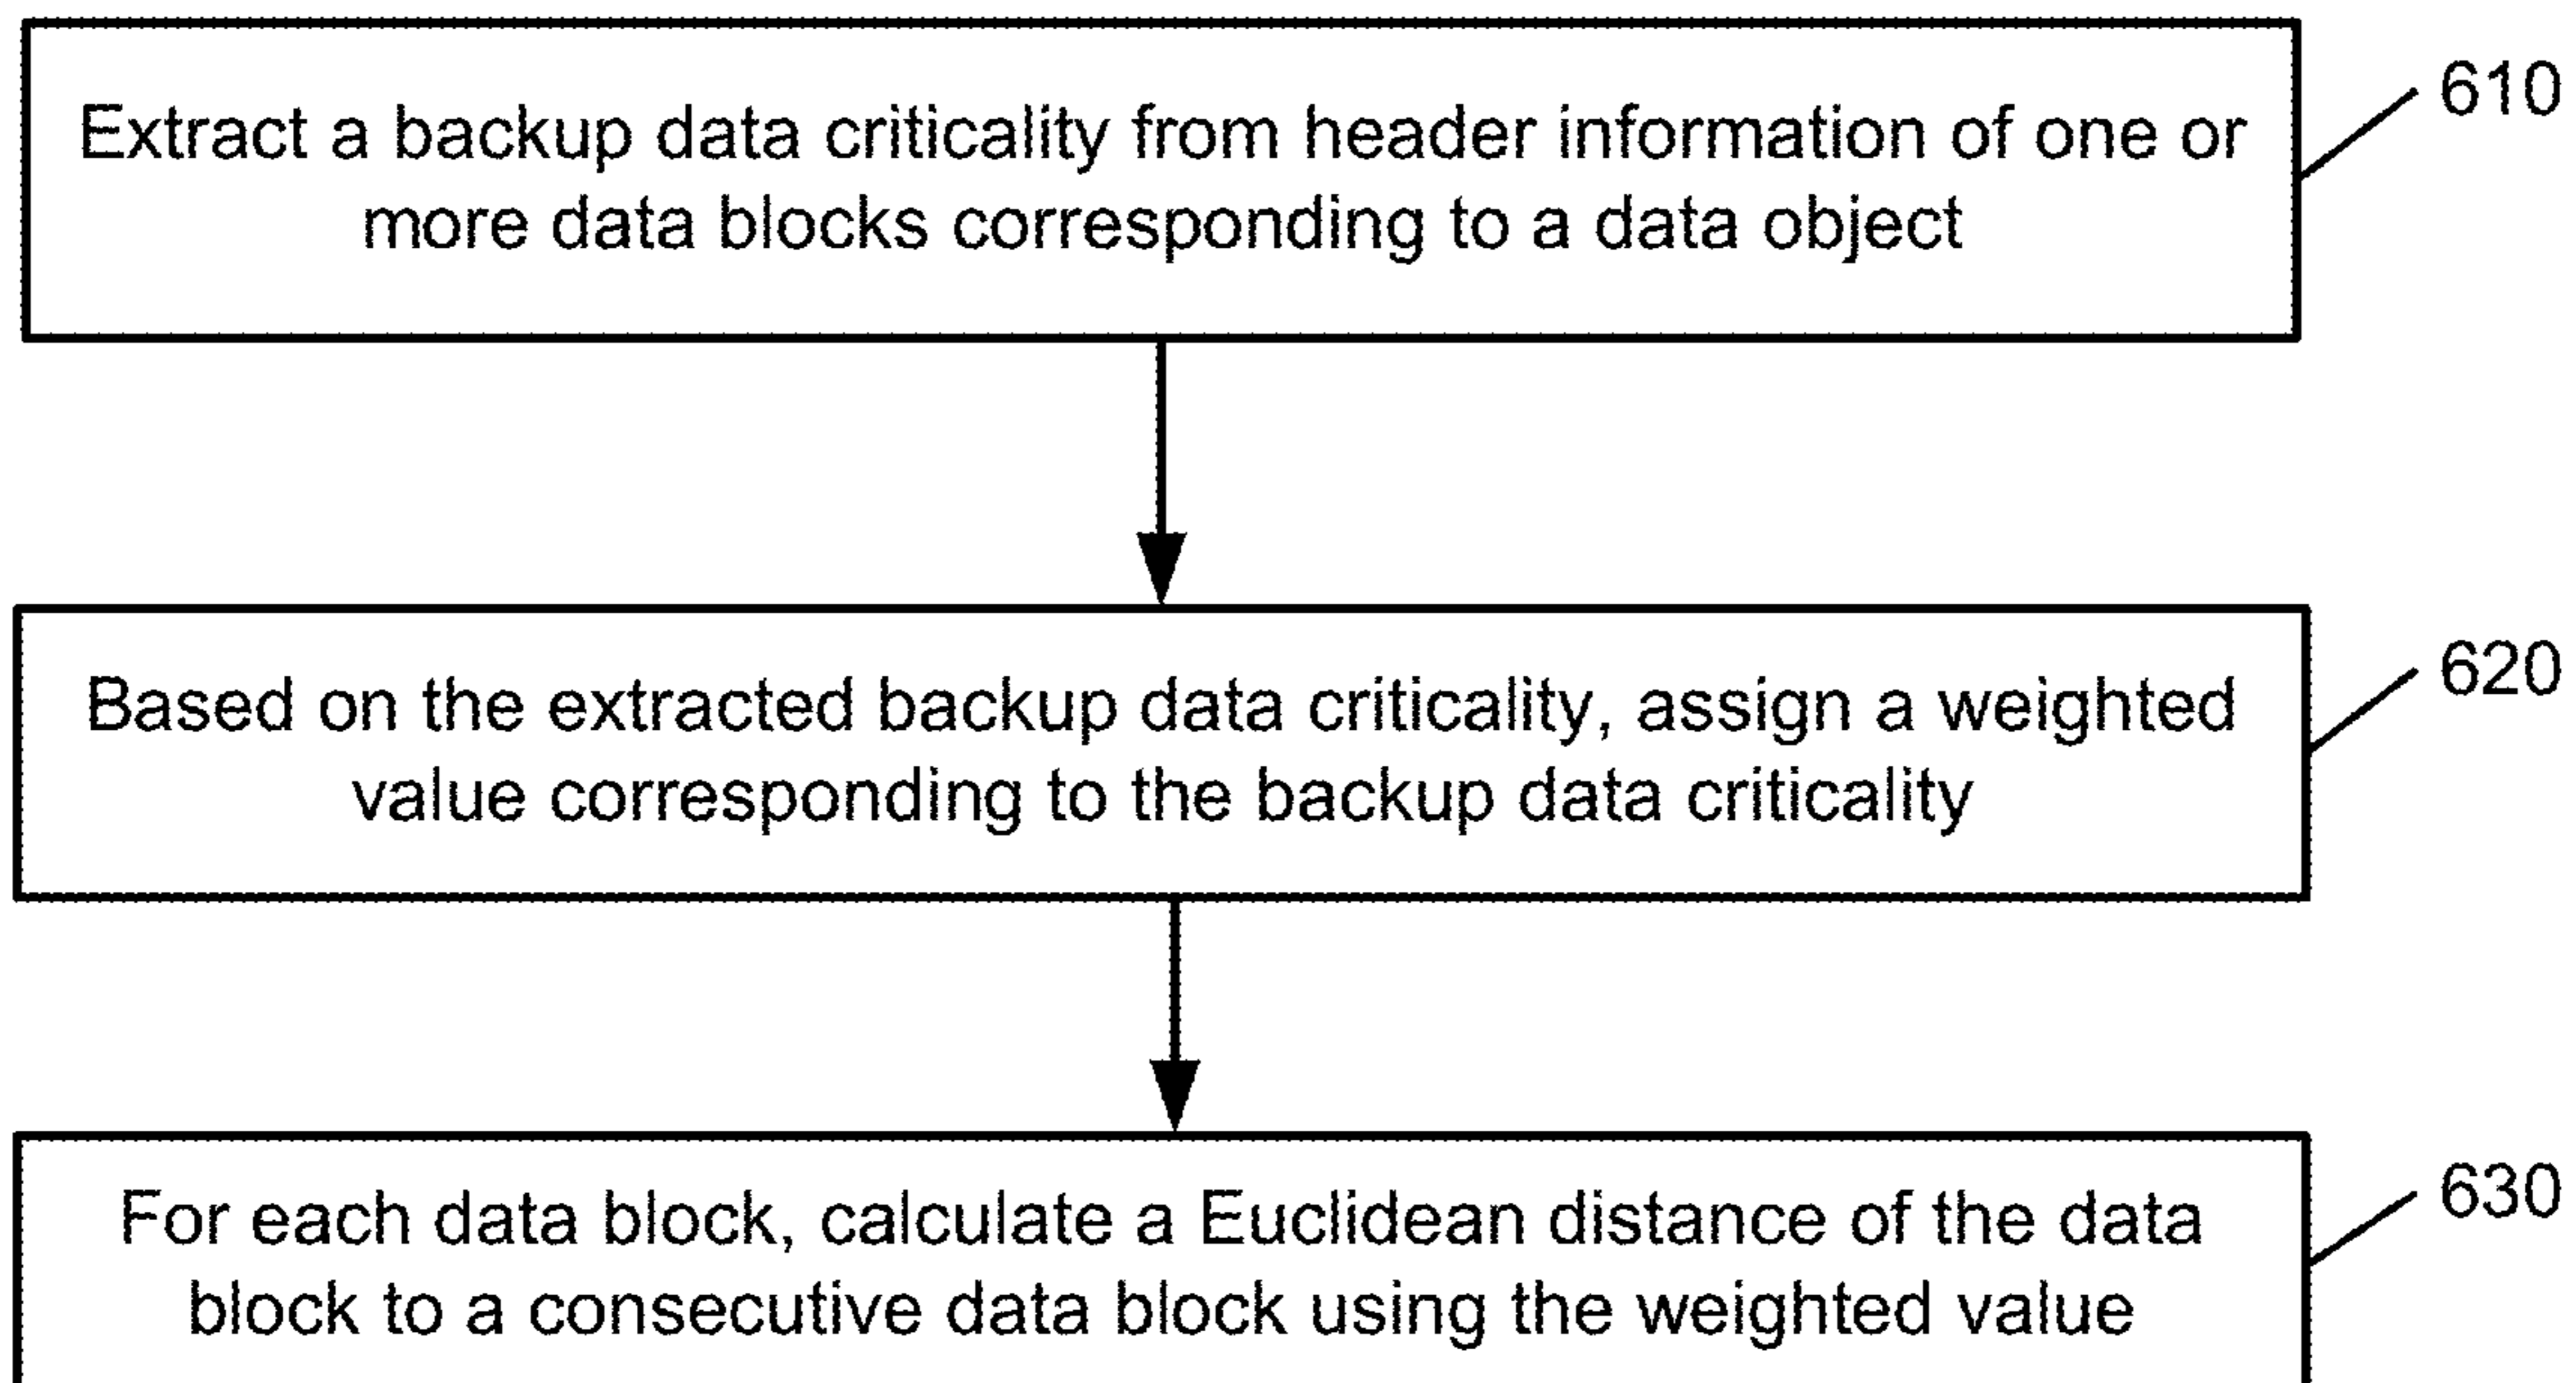 Extract a backup data criticality from header information of one or
more data blocks corresponding to a data object
610
Based on the extracted backup data criticality, assign a weighted
value corresponding to the backup data criticality
620
For each data block, calculate a Euclidean distance of the data
block to a consecutive data block using the weighted value
630